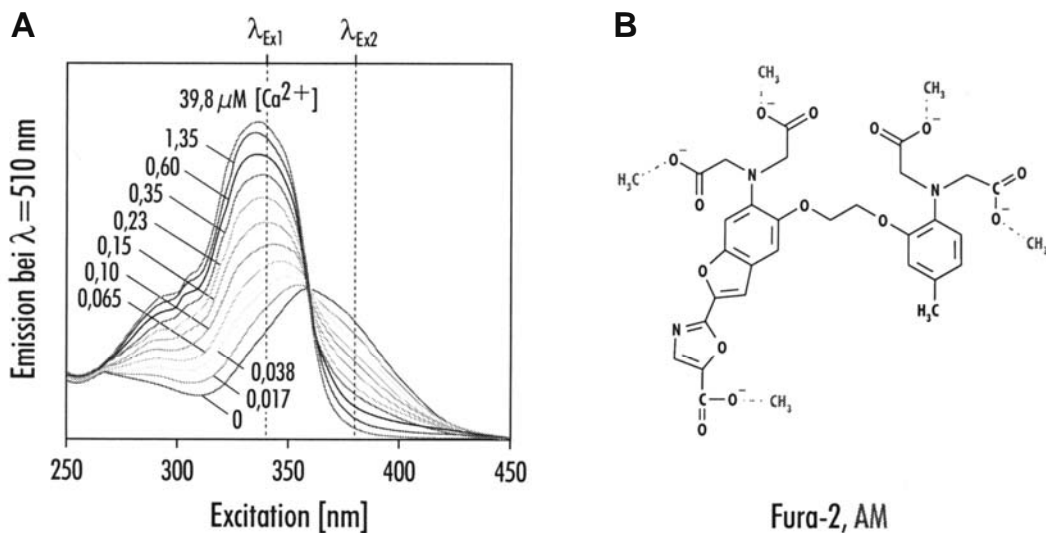 A
λEx1
λEx2
39,8 µM [Ca2+]
1,35
0,60
0,35
0,23
0,15
0,10
0,065
0,038
0,017
0
Emission bei λ = 510 nm
250
300
350
400
450
Excitation [nm]
B
CH3
CH3
O−
O
O
O−
H3C
O−
O
N
N
C
O
O−
CH3
O
O
O
N
O
H3C
C
O−
CH3
O
Fura-2, AM